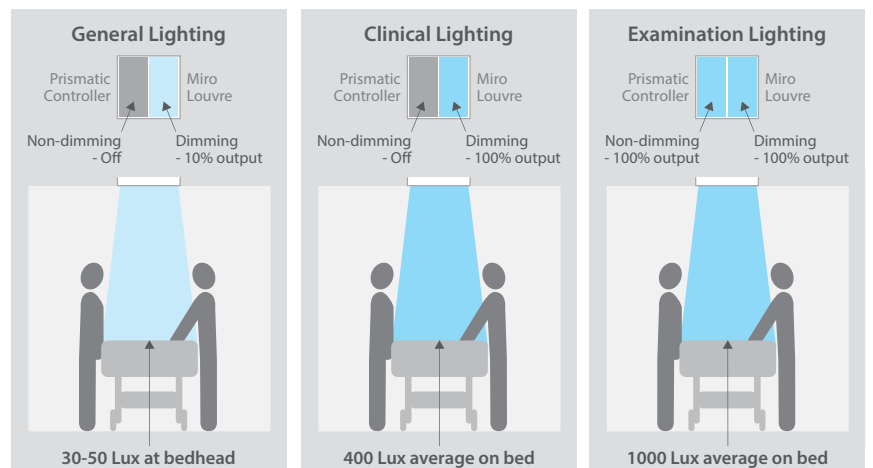 General Lighting
Prismatic
Controller
Miro
Louvre
Non-dimming
- Off
Dimming
- 10% output
30-50 Lux at bedhead
Clinical Lighting
Prismatic
Controller
Miro
Louvre
Non-dimming
- Off
Dimming
- 100% output
400 Lux average on bed
Examination Lighting
Prismatic
Controller
Miro
Louvre
Non-dimming
- 100% output
Dimming
- 100% output
1000 Lux average on bed